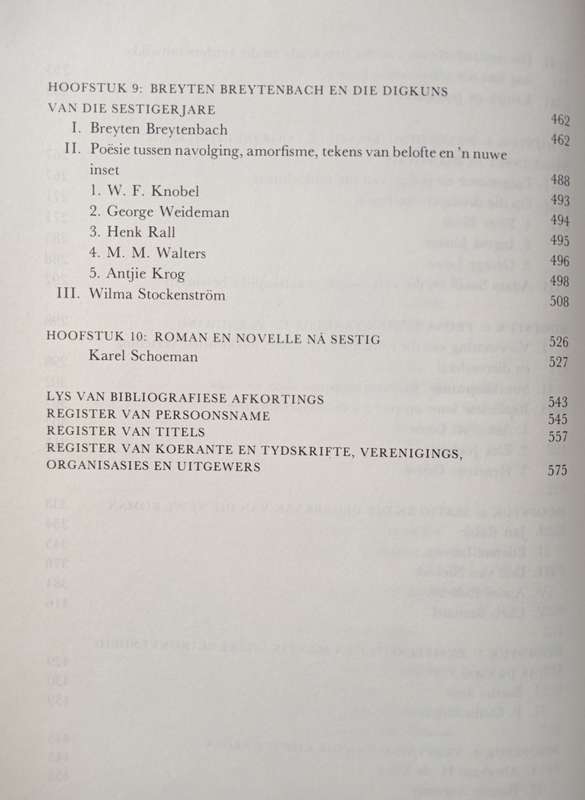 HOOFSTUK 9: BREYTEN BREYTENBACH EN DIE DIGKUNS
VAN DIE SESTIGERJARE 462
I. Breyten Breytenbach 462
II. Poësie tussen navolging, amorfisme, tekens van belofte en 'n nuwe
inset 488
1. W. F. Knobel 493
2. George Weideman 494
3. Henk Rall 495
4. M. M. Walters 496
5. Antjie Krog 498
III. Wilma Stockenström 508
HOOFSTUK 10: ROMAN EN NOVELLE NÁ SESTIG 526
Karel Schoeman 527
LYS VAN BIBLIOGRAFIESE AFKORTINGS 543
REGISTER VAN PERSOONSNAME 545
REGISTER VAN TITELS 557
REGISTER VAN KOERANTE EN TYDSKRIFTE, VERENIGINGS,
ORGANISASIES EN UITGEWERS 575